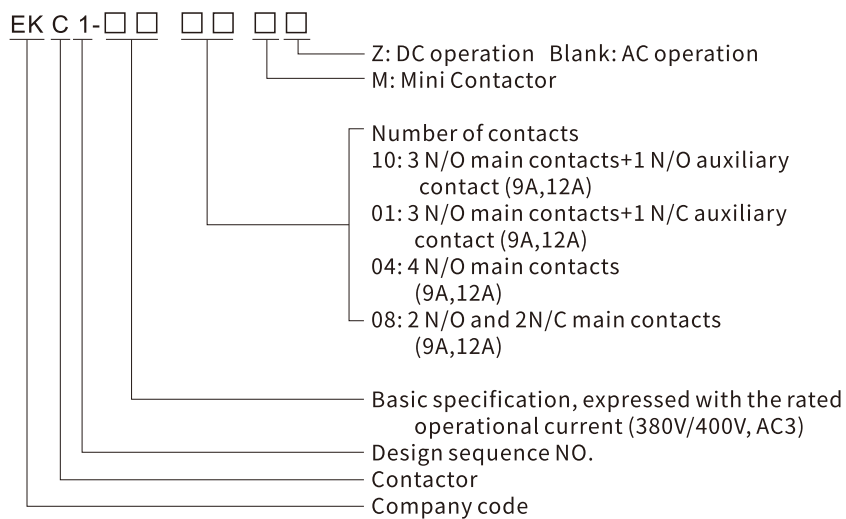 EK C 1-□□ □□ □□
Z: DC operation Blank: AC operation
M: Mini Contactor
Number of contacts
10: 3 N/O main contacts+1 N/O auxiliary
contact (9A,12A)
01: 3 N/O main contacts+1 N/C auxiliary
contact (9A,12A)
04: 4 N/O main contacts
(9A,12A)
08: 2 N/O and 2N/C main contacts
(9A,12A)
Basic specification, expressed with the rated
operational current (380V/400V, AC3)
Design sequence NO.
Contactor
Company code